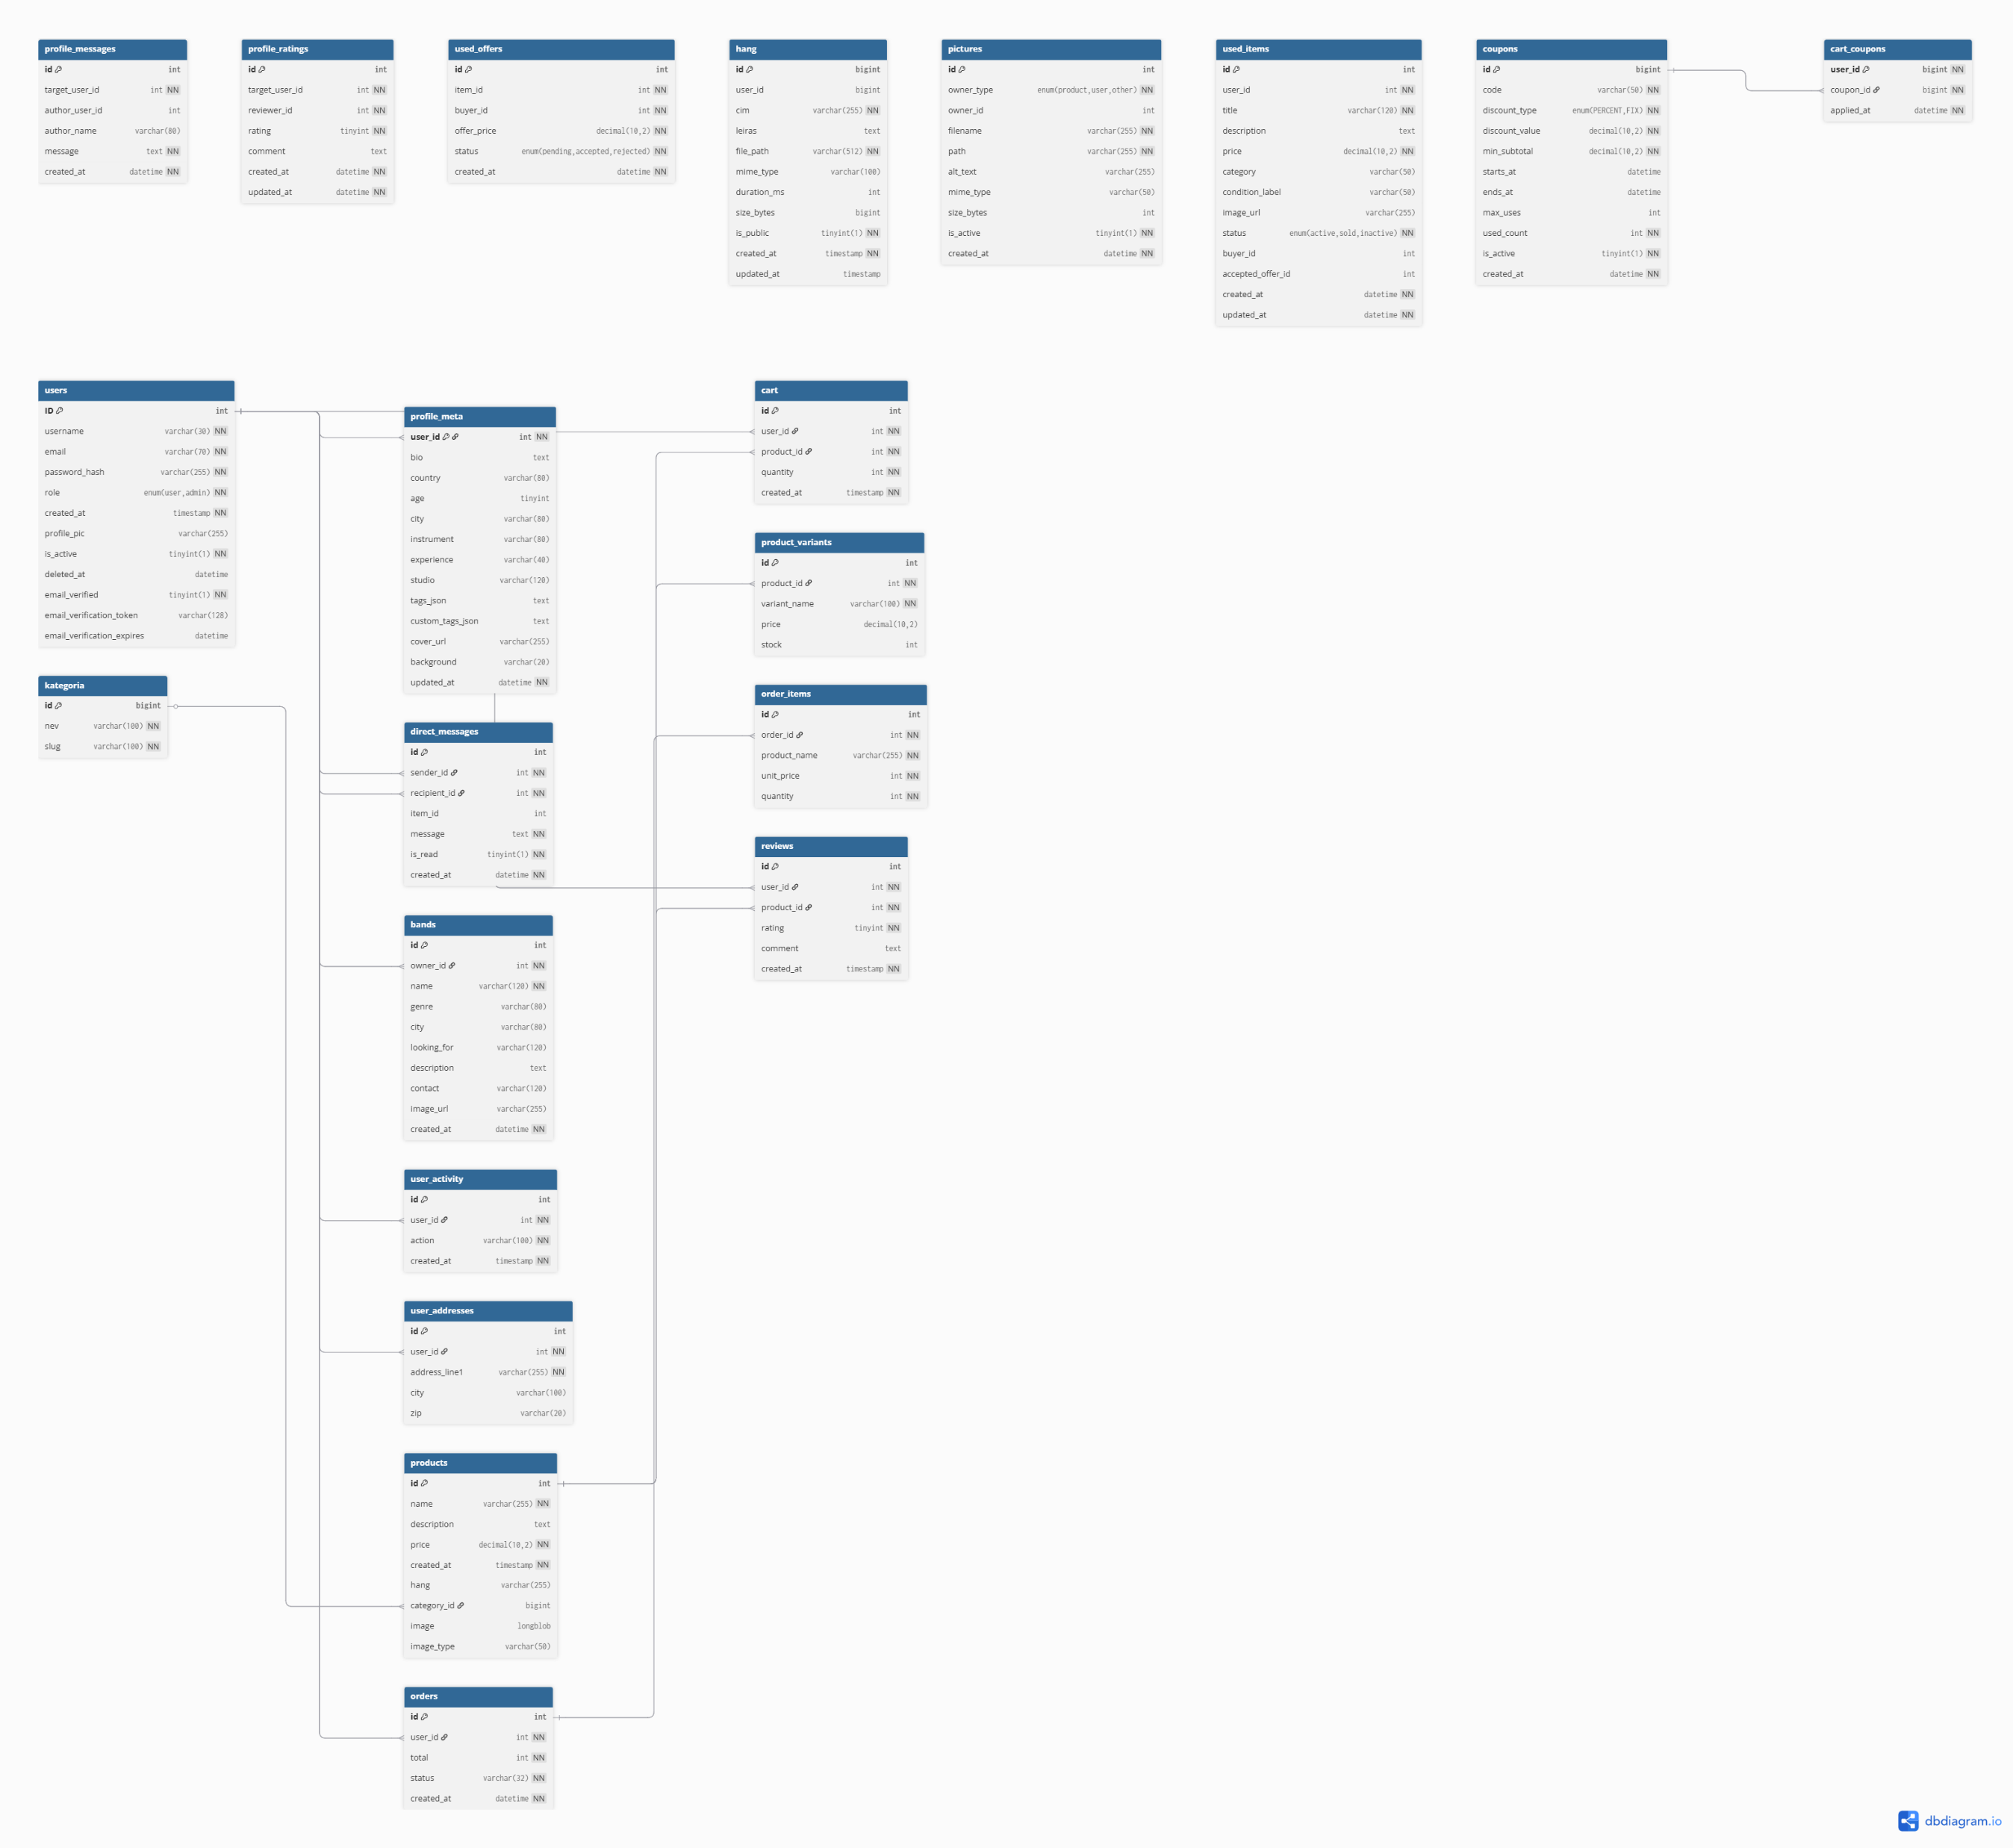 profile_messages
id int
target_user_id int NN
author_user_id int
author_name varchar(80)
message text NN
created_at datetime NN
profile_ratings
id int
target_user_id int NN
reviewer_id int NN
rating tinyint NN
comment text
created_at datetime NN
updated_at datetime NN
used_offers
id int
item_id int NN
buyer_id int NN
offer_price decimal(10,2) NN
status enum(pending,accepted,rejected) NN
created_at datetime NN
hang
id bigint
user_id bigint
cim varchar(255) NN
leiras text
file_path varchar(512) NN
mime_type varchar(100)
duration_ms int
size_bytes bigint
is_public tinyint(1) NN
created_at timestamp NN
updated_at timestamp
pictures
id int
owner_type enum(product,user,other) NN
owner_id int
filename varchar(255) NN
path varchar(255) NN
alt_text varchar(255)
mime_type varchar(50)
size_bytes int
is_active tinyint(1) NN
created_at datetime NN
used_items
id int
user_id int NN
title varchar(120) NN
description text
price decimal(10,2) NN
category varchar(50)
condition_label varchar(50)
image_url varchar(255)
status enum(active,sold,inactive) NN
buyer_id int
accepted_offer_id int
created_at datetime NN
updated_at datetime NN
coupons
id bigint
code varchar(50) NN
discount_type enum(PERCENT,FIX) NN
discount_value decimal(10,2) NN
min_subtotal decimal(10,2) NN
starts_at datetime
ends_at datetime
max_uses int
used_count int NN
is_active tinyint(1) NN
created_at datetime NN
cart_coupons
user_id bigint NN
coupon_id bigint NN
applied_at datetime NN
users
ID int
username varchar(30) NN
email varchar(70) NN
password_hash varchar(255) NN
role enum(user,admin) NN
created_at timestamp NN
profile_pic varchar(255)
is_active tinyint(1) NN
deleted_at datetime
email_verified tinyint(1) NN
email_verification_token varchar(128)
email_verification_expires datetime
kategoria
id bigint
nev varchar(100) NN
slug varchar(100) NN
profile_meta
user_id int NN
bio text
country varchar(80)
age tinyint
city varchar(80)
instrument varchar(80)
experience varchar(40)
studio varchar(120)
tags_json text
custom_tags_json text
cover_url varchar(255)
background varchar(20)
updated_at datetime NN
direct_messages
id int
sender_id int NN
recipient_id int NN
item_id int
message text NN
is_read tinyint(1) NN
created_at datetime NN
bands
id int
owner_id int NN
name varchar(120) NN
genre varchar(80)
city varchar(80)
looking_for varchar(120)
description text
contact varchar(120)
image_url varchar(255)
created_at datetime NN
user_activity
id int
user_id int NN
action varchar(100) NN
created_at timestamp NN
user_addresses
id int
user_id int NN
address_line1 varchar(255) NN
city varchar(100)
zip varchar(20)
products
id int
name varchar(255) NN
description text
price decimal(10,2) NN
created_at timestamp NN
hang varchar(255)
category_id bigint
image longblob
image_type varchar(50)
orders
id int
user_id int NN
total int NN
status varchar(32) NN
created_at datetime NN
cart
id int
user_id int NN
product_id int NN
quantity int NN
created_at timestamp NN
product_variants
id int
product_id int NN
variant_name varchar(100) NN
price decimal(10,2)
stock int
order_items
id int
order_id int NN
product_name varchar(255) NN
unit_price int NN
quantity int NN
reviews
id int
user_id int NN
product_id int NN
rating tinyint NN
comment text
created_at timestamp NN
dbdiagram.io